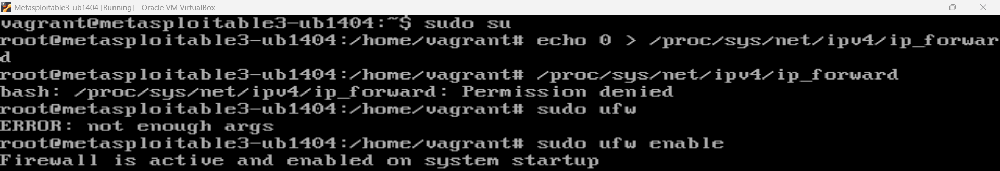 Metasploitable3-ub1404 [Running] - Oracle VM VirtualBox
vagrant@metasploitable3-ub1404:~$ sudo su
root@metasploitable3-ub1404:/home/vagrant# echo 0 > /proc/sys/net/ipv4/ip_forwar
d
root@metasploitable3-ub1404:/home/vagrant# /proc/sys/net/ipv4/ip_forward
bash: /proc/sys/net/ipv4/ip_forward: Permission denied
root@metasploitable3-ub1404:/home/vagrant# sudo ufw
ERROR: not enough args
root@metasploitable3-ub1404:/home/vagrant# sudo ufw enable
Firewall is active and enabled on system startup